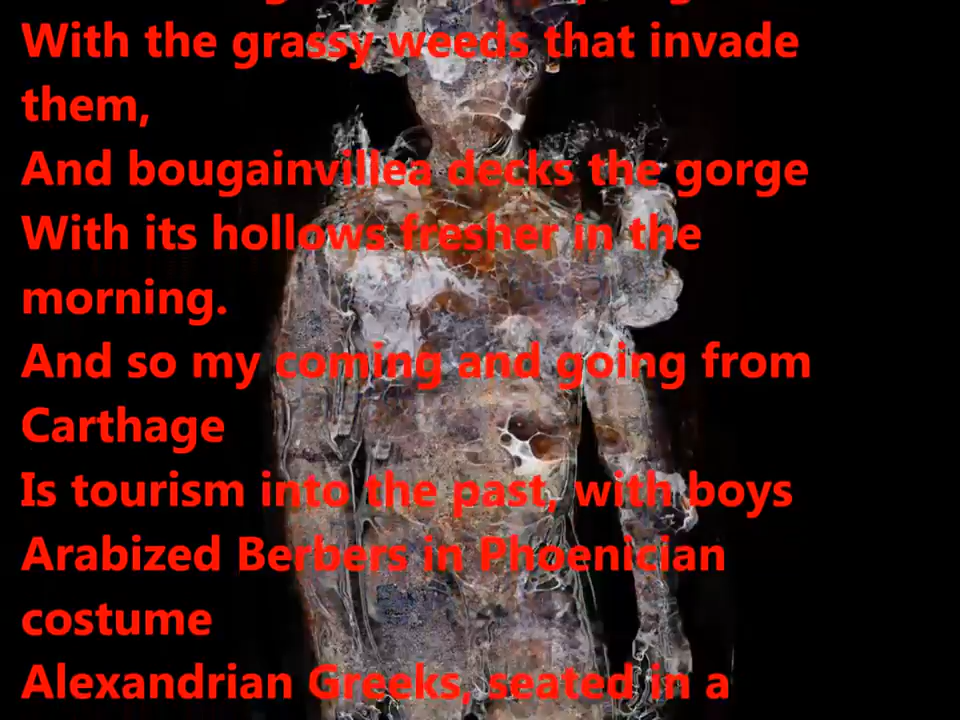 With the grassy weeds that invade
them,
And bougainvillea decks the gorge
With its hollows fresher in the
morning.
And so my coming and going from
Carthage
Is tourism into the past, with boys
Arabized Berbers in Phoenician
costume
Alexandrian Greeks, seated in a